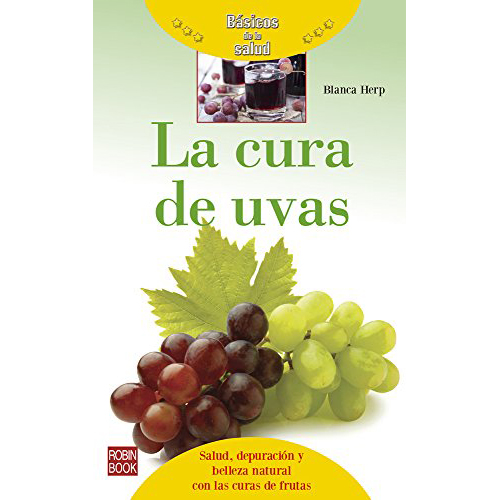 Básicos
de la
salud
Blanca Herp
La cura
de uvas
ROBIN
BOOK
Salud, depuración y
belleza natural
con las curas de frutas